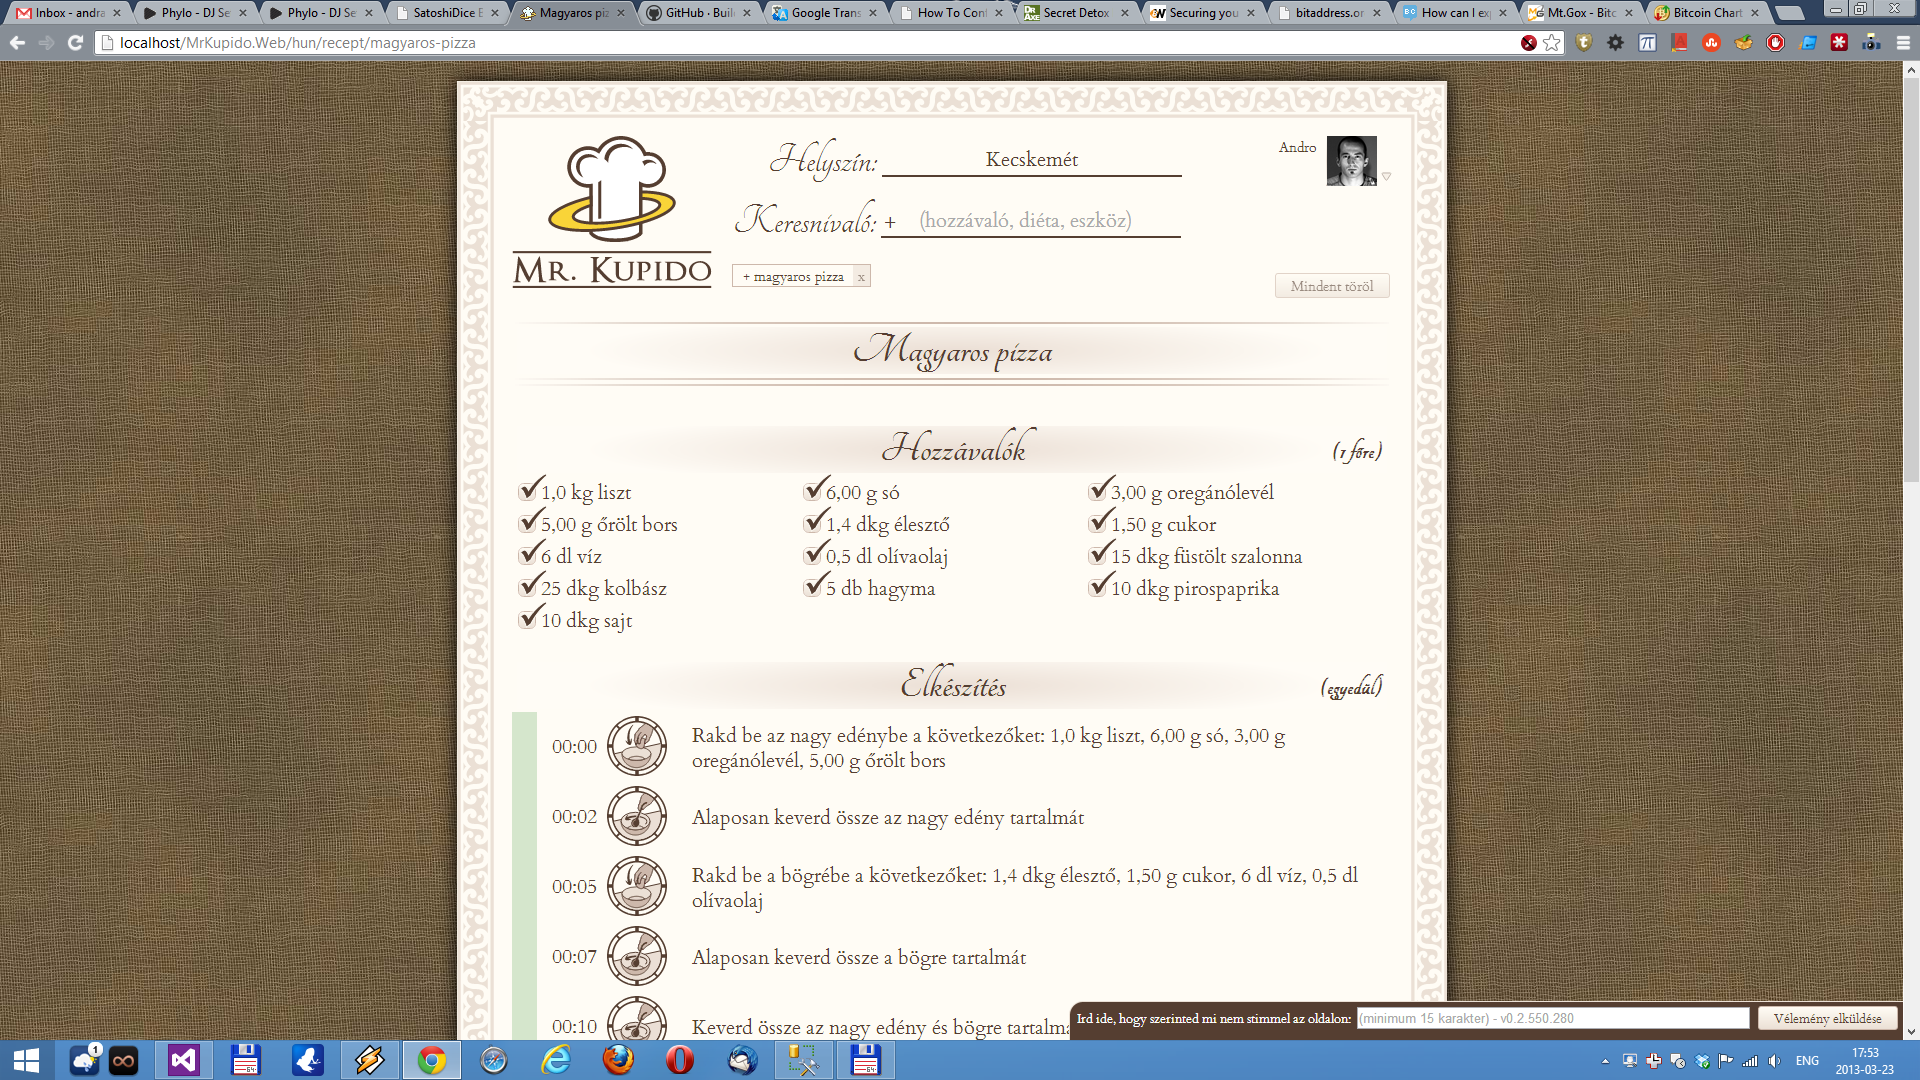 Inbox - andra
Phylo - DJ Se
Phylo - DJ Se
SatoshiDice E
Magyaros piz
GitHub · Buil
Google Trans
How To Cont
Secret Detox
Securing you
bitaddress.or
How can I exp
Mt.Gox - Bitc
Bitcoin Chart
localhost/MrKupido.Web/hun/recept/magyaros-pizza
Helyszín: Kecskemét
Andro
Keresnivaló: + (hozzávaló, diéta, eszköz)
MR. KUPIDO
+ magyaros pizza x
Mindent töröl
Magyaros pizza
Hozzávalók
(1 főre)
1,0 kg liszt
6,00 g só
3,00 g oregánólevél
5,00 g őrölt bors
1,4 dkg élesztő
1,50 g cukor
6 dl víz
0,5 dl olívaolaj
15 dkg füstölt szalonna
25 dkg kolbász
5 db hagyma
10 dkg pirospaprika
10 dkg sajt
Elkészítés
(egyedül)
00:00 Rakd be az nagy edénybe a következőket: 1,0 kg liszt, 6,00 g só, 3,00 g
oregánólevél, 5,00 g őrölt bors
00:02 Alaposan keverd össze az nagy edény tartalmát
00:05 Rakd be a bögrébe a következőket: 1,4 dkg élesztő, 1,50 g cukor, 6 dl víz, 0,5 dl
olívaolaj
00:07 Alaposan keverd össze a bögre tartalmát
00:10 Keverd össze az nagy edény és bögre tartalma
Ird ide, hogy szerinted mi nem stimmel az oldalon: (minimum 15 karakter) - v0.2.550.280 Vélemény elküldése
1
64
64
ENG
17:53
2013-03-23